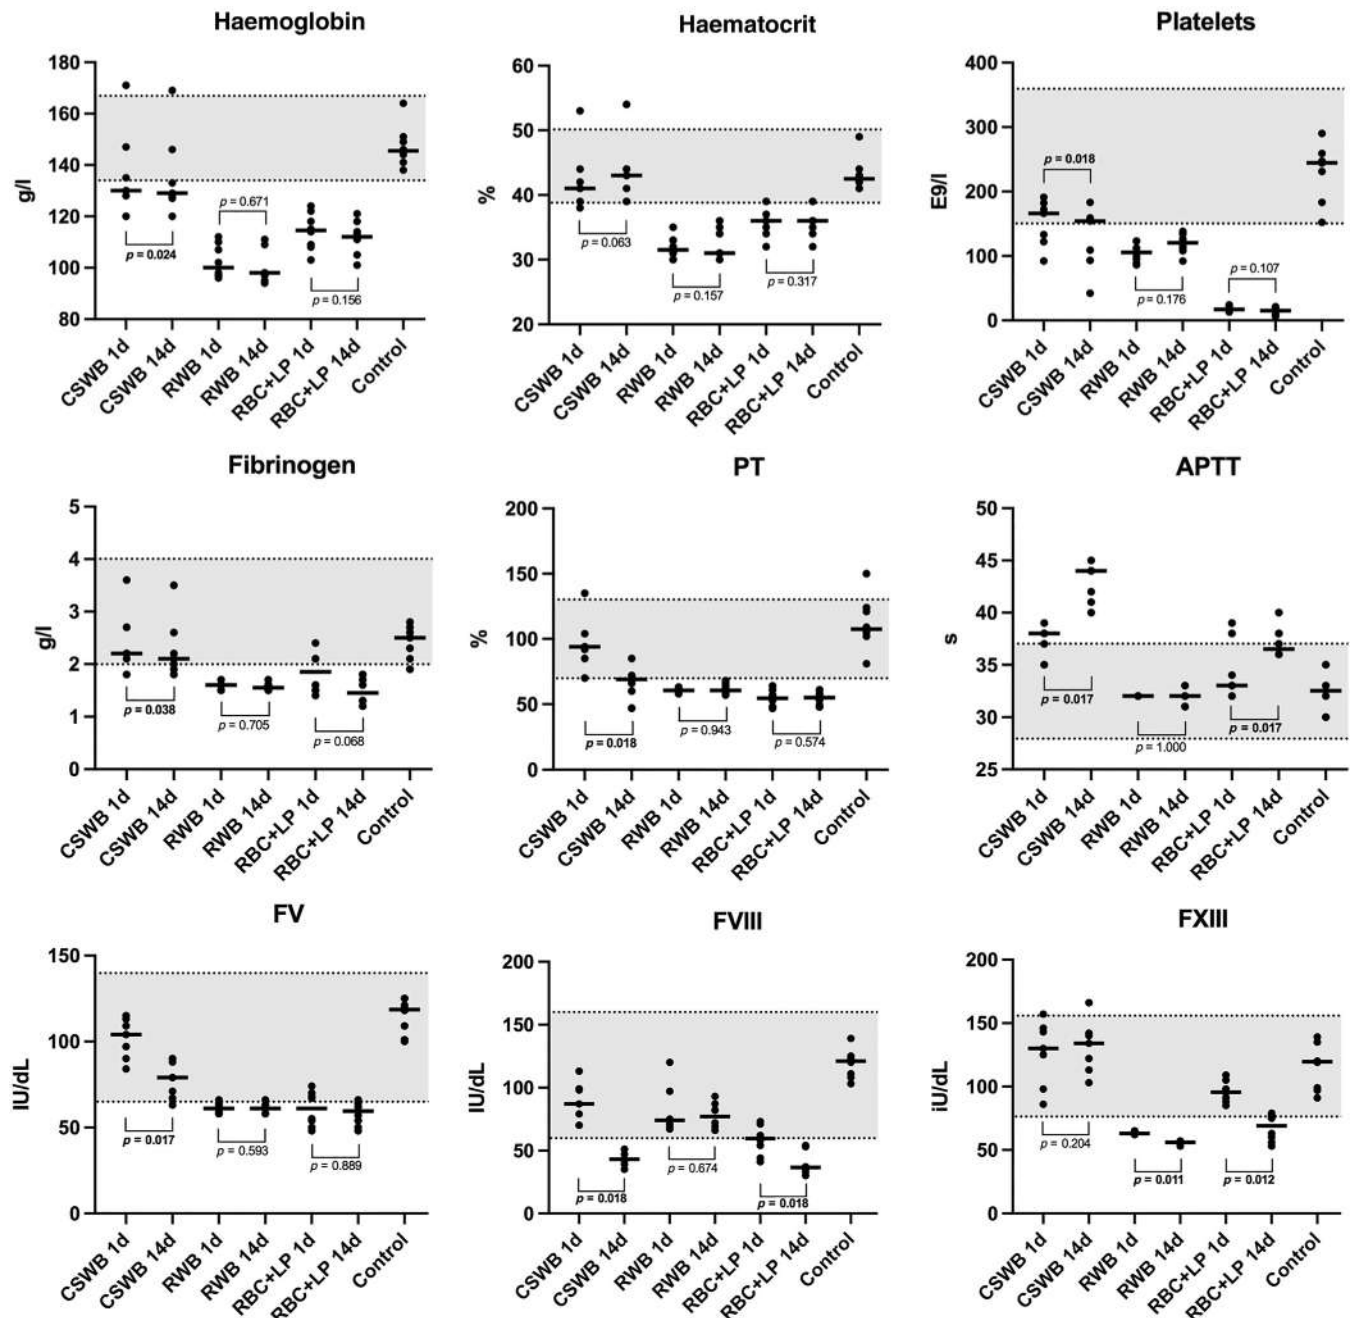 Haemoglobin
g/l
180
160
140
120
100
80
p = 0.024
p = 0.671
p = 0.156
CSWB 1d
CSWB 14d
RWB 1d
RWB 14d
RBC+LP 1d
RBC+LP 14d
Control
Haematocrit
%
60
50
40
30
20
p = 0.063
p = 0.157
p = 0.317
CSWB 1d
CSWB 14d
RWB 1d
RWB 14d
RBC+LP 1d
RBC+LP 14d
Control
Platelets
E9/l
400
300
200
100
0
p = 0.018
p = 0.176
p = 0.107
CSWB 1d
CSWB 14d
RWB 1d
RWB 14d
RBC+LP 1d
RBC+LP 14d
Control
Fibrinogen
g/l
5
4
3
2
1
0
p = 0.038
p = 0.705
p = 0.068
CSWB 1d
CSWB 14d
RWB 1d
RWB 14d
RBC+LP 1d
RBC+LP 14d
Control
PT
%
200
150
100
50
0
p = 0.018
p = 0.943
p = 0.574
CSWB 1d
CSWB 14d
RWB 1d
RWB 14d
RBC+LP 1d
RBC+LP 14d
Control
APTT
s
50
45
40
35
30
25
p = 0.017
p = 1.000
p = 0.017
CSWB 1d
CSWB 14d
RWB 1d
RWB 14d
RBC+LP 1d
RBC+LP 14d
Control
FV
IU/dL
150
100
50
0
p = 0.017
p = 0.593
p = 0.889
CSWB 1d
CSWB 14d
RWB 1d
RWB 14d
RBC+LP 1d
RBC+LP 14d
Control
FVIII
IU/dL
200
150
100
50
0
p = 0.018
p = 0.674
p = 0.018
CSWB 1d
CSWB 14d
RWB 1d
RWB 14d
RBC+LP 1d
RBC+LP 14d
Control
FXIII
iU/dL
200
150
100
50
0
p = 0.204
p = 0.011
p = 0.012
CSWB 1d
CSWB 14d
RWB 1d
RWB 14d
RBC+LP 1d
RBC+LP 14d
Control